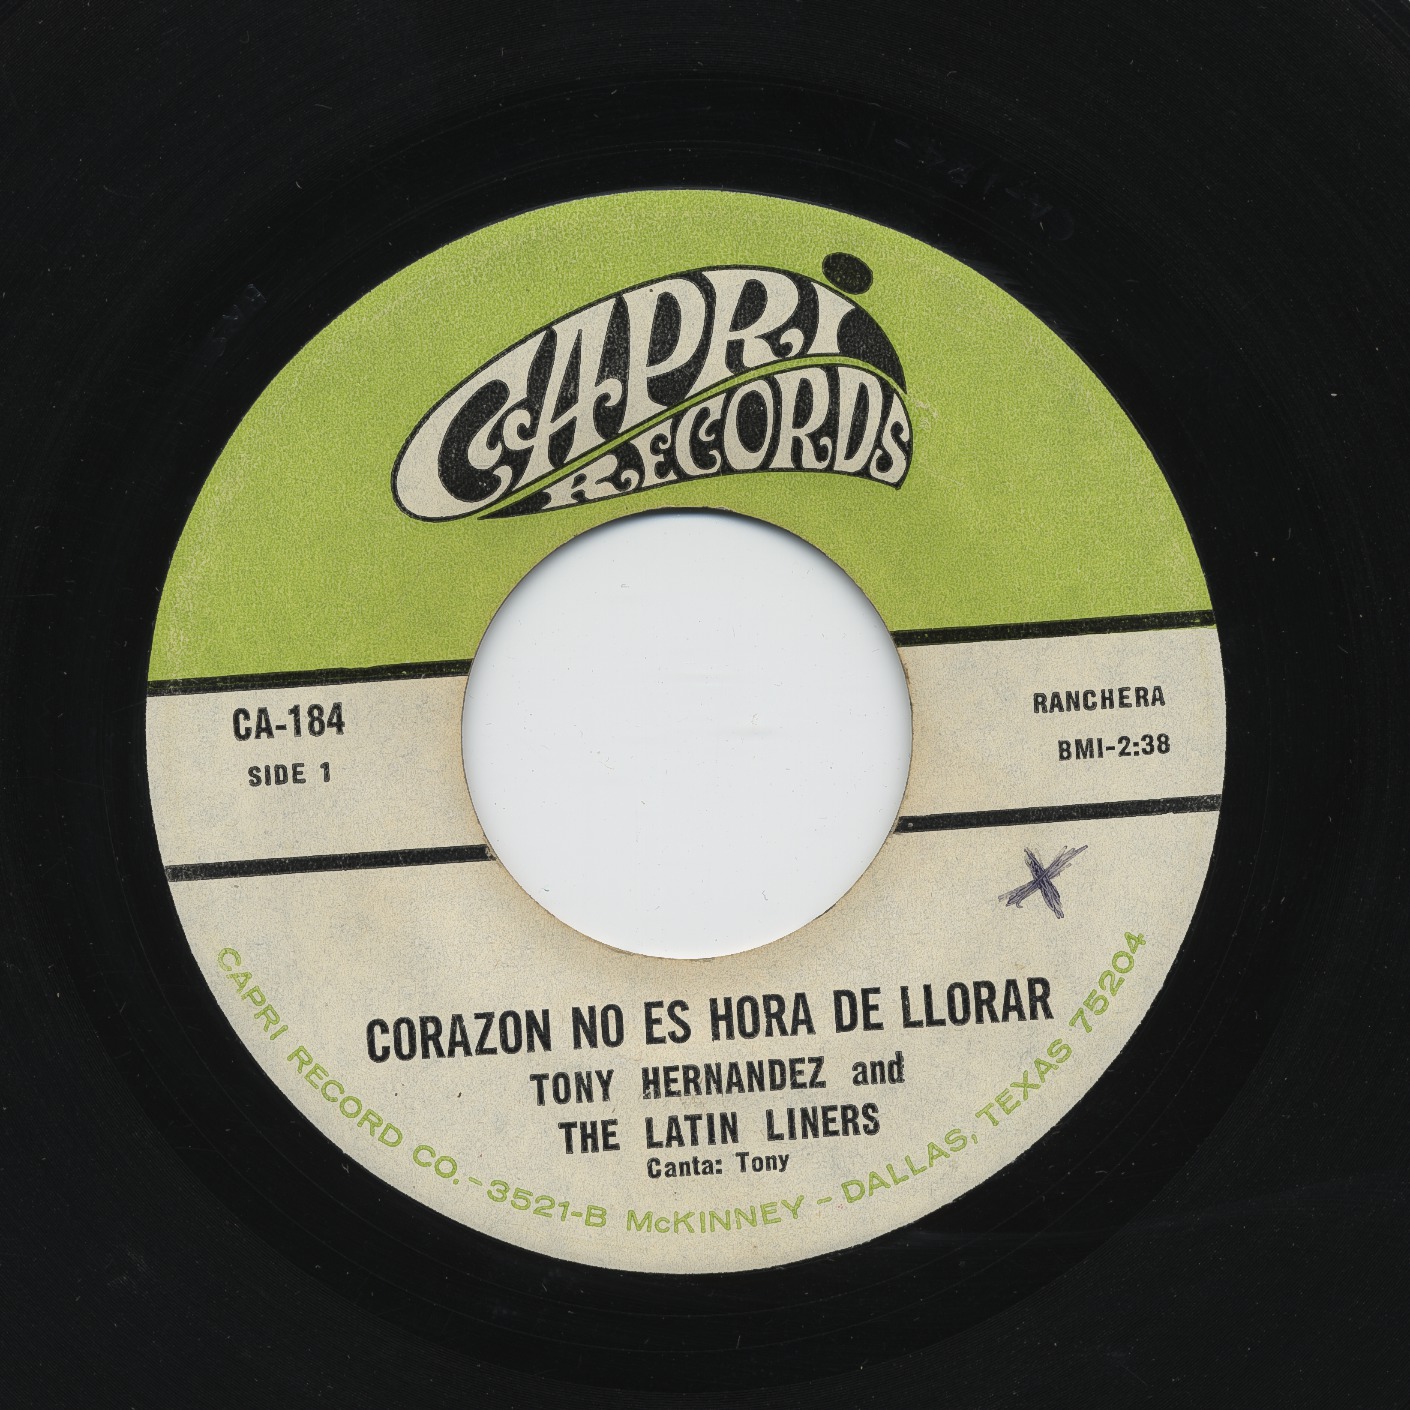 CAPRI
RECORDS
CA-184
SIDE 1
RANCHERA
BMI-2:38
CORAZON NO ES HORA DE LLORAR
TONY HERNANDEZ and
THE LATIN LINERS
Canta: Tony
CAPRI RECORD CO.-3521-B McKINNEY - DALLAS, TEXAS 75204